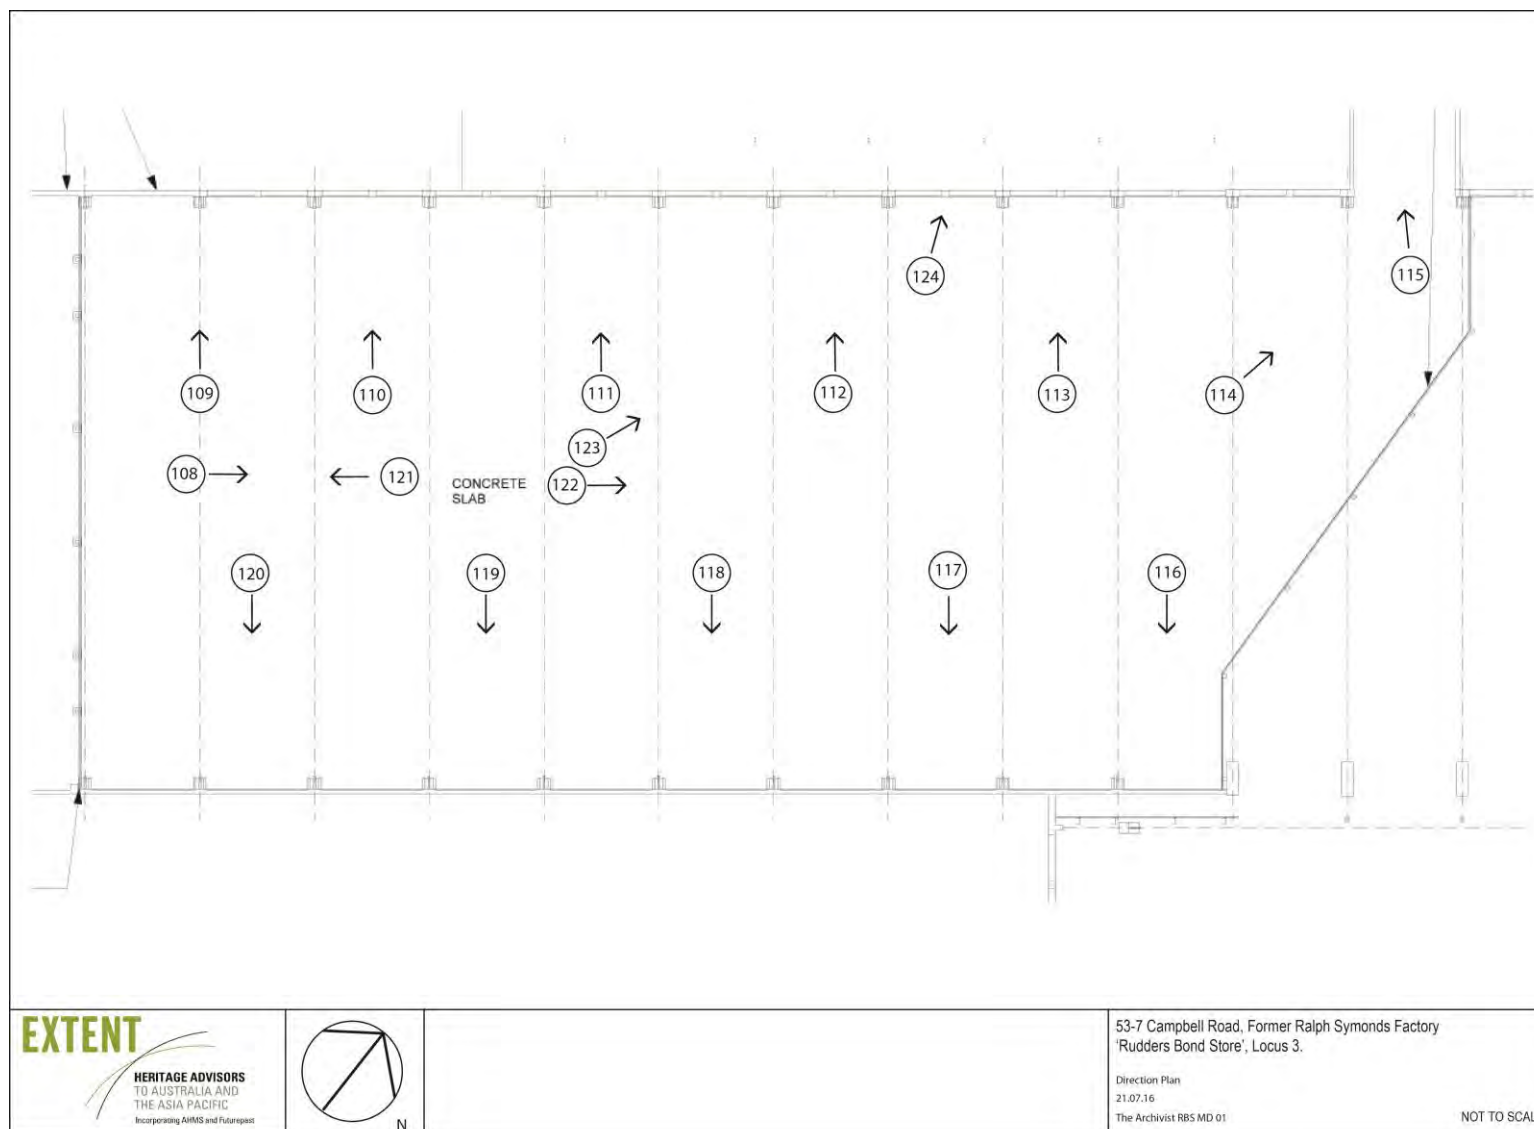 124
115
109
110
111
112
113
114
123
108
121
CONCRETE
SLAB
122
120
119
118
117
116
EXTENT
HERITAGE ADVISORS
TO AUSTRALIA AND
THE ASIA PACIFIC
Incorporating AHMS and Futurepast
N
53-7 Campbell Road, Former Ralph Symonds Factory
'Rudders Bond Store', Locus 3.
Direction Plan
21.07.16
The Archivist RBS MD 01
NOT TO SCAL